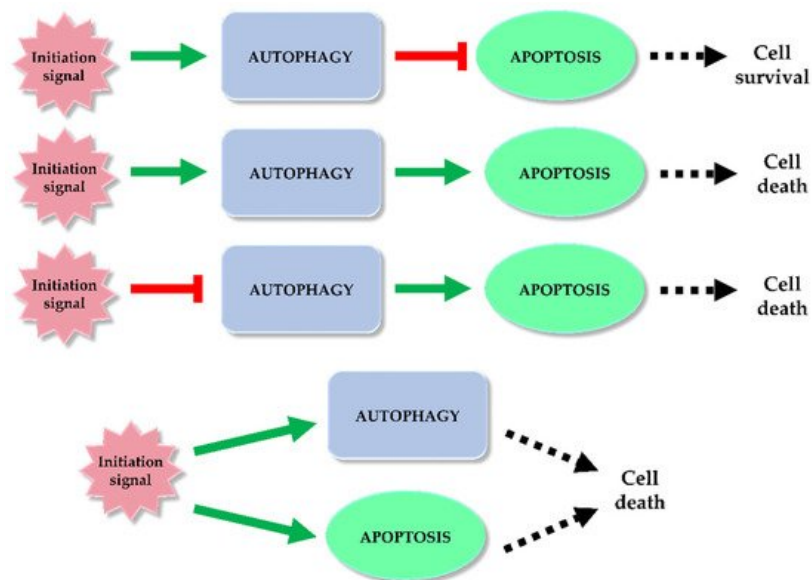 Initiation
signal
AUTOPHAGY
APOPTOSIS
Cell
survival
Initiation
signal
AUTOPHAGY
APOPTOSIS
Cell
death
Initiation
signal
AUTOPHAGY
APOPTOSIS
Cell
death
Initiation
signal
AUTOPHAGY
APOPTOSIS
Cell
death